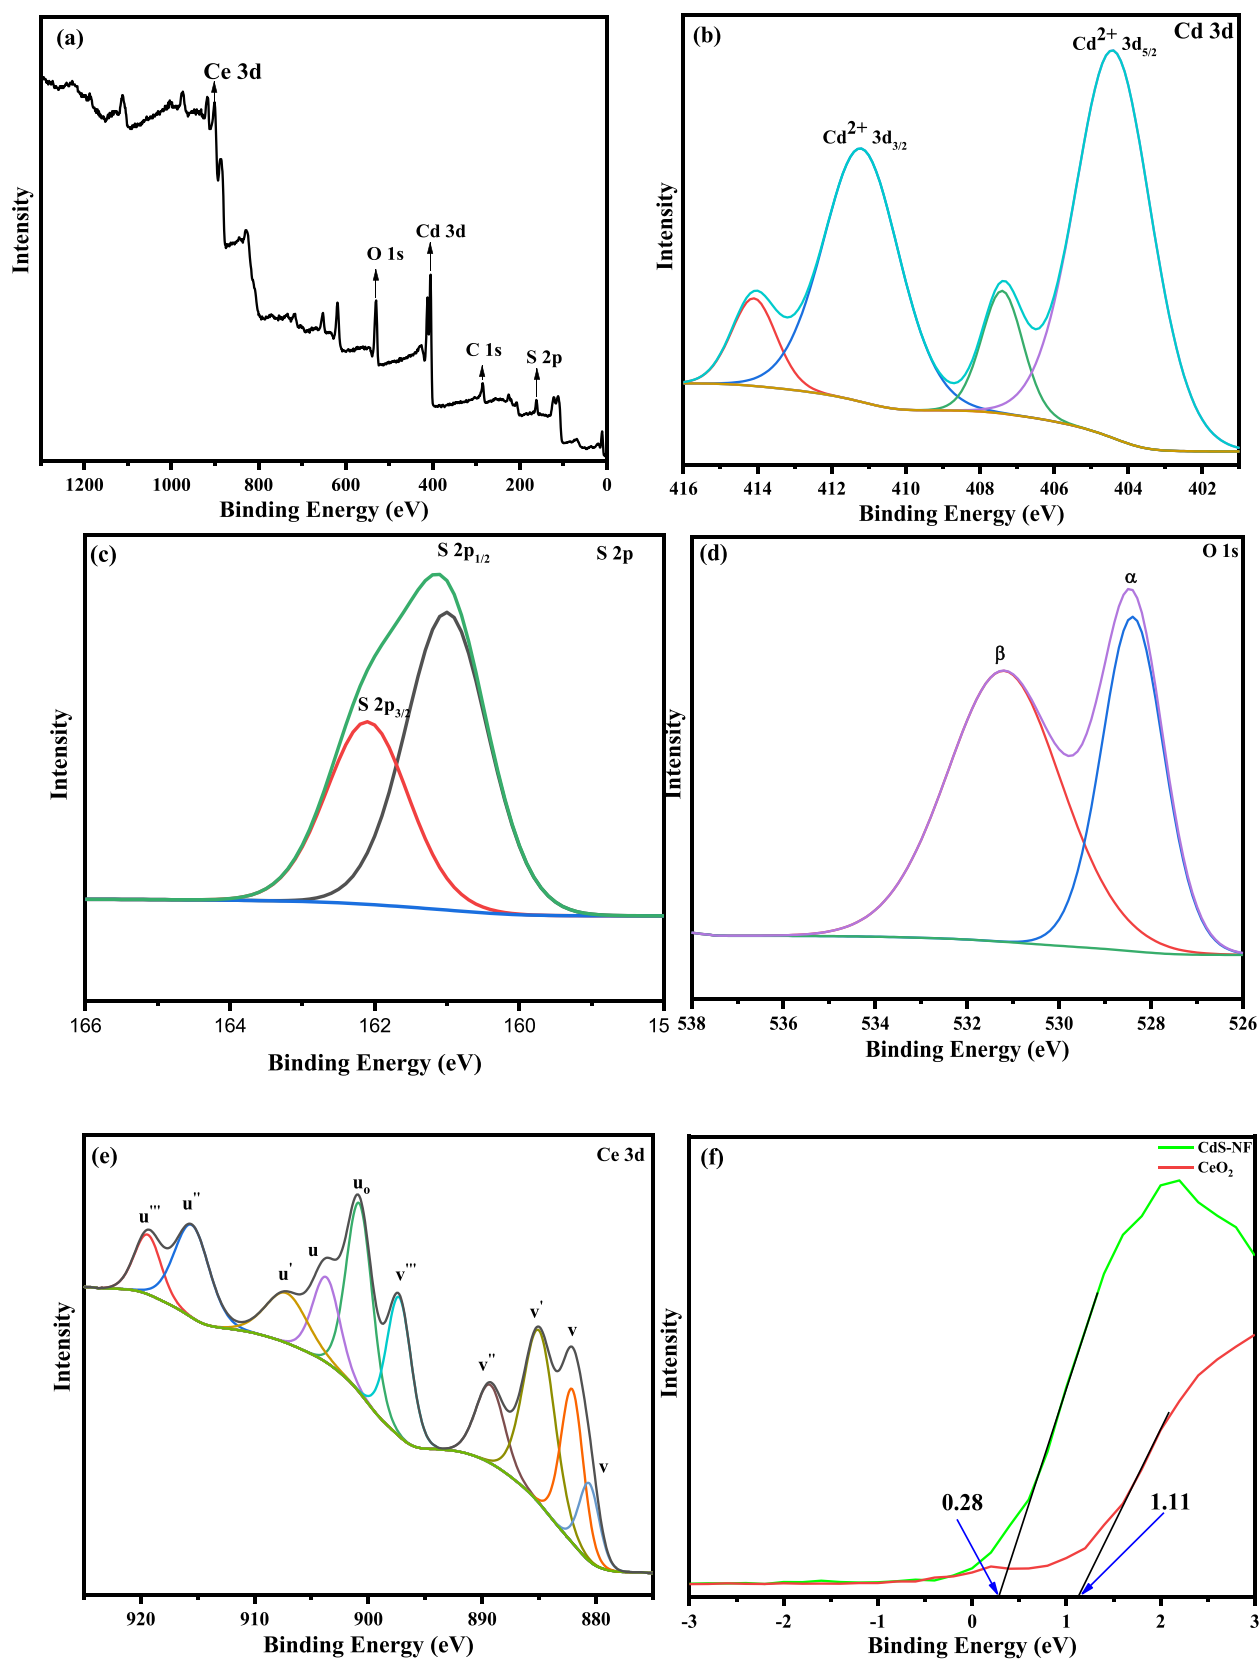 (a)
Ce 3d
O 1s
Cd 3d
C 1s
S 2p
Intensity
1200 1000 800 600 400 200 0
Binding Energy (eV)
(b)
Cd 3d
Cd2+ 3d5/2
Cd2+ 3d3/2
Intensity
416 414 412 410 408 406 404 402
Binding Energy (eV)
(c)
S 2p1/2
S 2p
S 2p3/2
Intensity
166 164 162 160 15
Binding Energy (eV)
(d)
O 1s
α
β
Intensity
538 536 534 532 530 528 526
Binding Energy (eV)
(e)
Ce 3d
u''' u'' u' u uo v''' v'' v' v v
Intensity
920 910 900 890 880
Binding Energy (eV)
(f)
CdS-NF
CeO2
0.28
1.11
Intensity
-3 -2 -1 0 1 2 3
Binding Energy (eV)